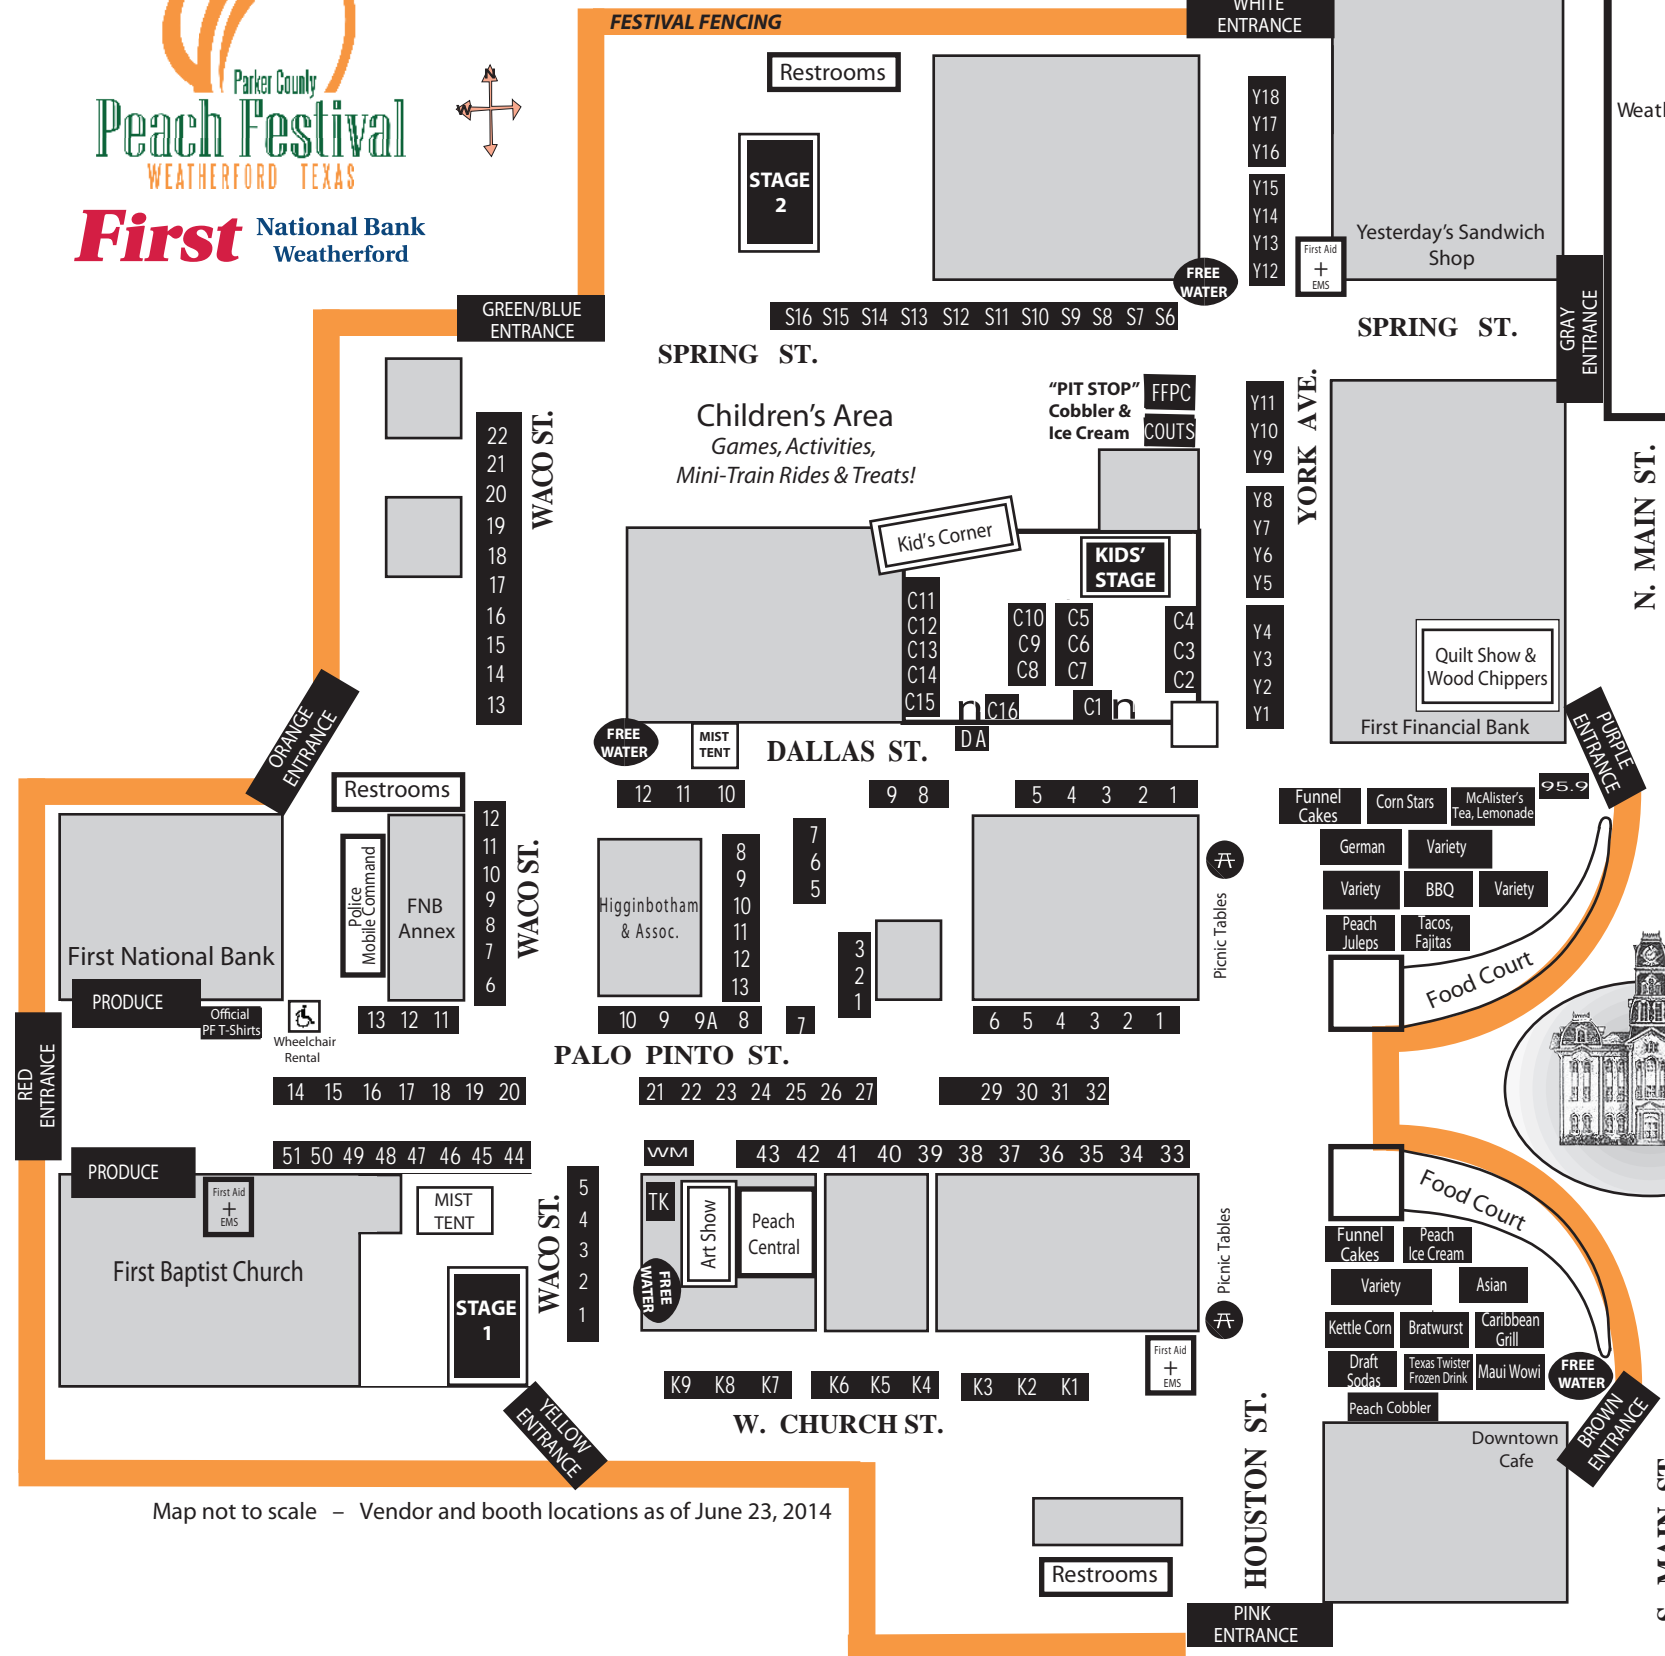 FESTIVAL FENCING
WHITE
ENTRANCE
Parker County
Peach Festival
WEATHERFORD TEXAS
First National Bank
Weatherford
N
W
Restrooms
STAGE
2
Y18
Y17
Y16
Y15
Y14
Y13
Y12
First Aid
+
EMS
Yesterday's Sandwich
Shop
FREE
WATER
GREEN/BLUE
ENTRANCE
S16 S15 S14 S13 S12 S11 S10 S9 S8 S7 S6
SPRING ST.
SPRING ST.
GRAY
ENTRANCE
Children's Area
Games, Activities,
Mini-Train Rides & Treats!
"PIT STOP"
Cobbler &
Ice Cream
FFPC
COUTS
Y11
Y10
Y9
Y8
Y7
Y6
Y5
Y4
Y3
Y2
Y1
YORK AVE.
N. MAIN ST.
22
21
20
19
18
17
16
15
14
13
WACO ST.
Kid's Corner
KIDS'
STAGE
C11
C12
C13
C14
C15
C10
C9
C8
C5
C6
C7
C4
C3
C2
n C16
C1 n
DA
Quilt Show &
Wood Chippers
First Financial Bank
PURPLE
ENTRANCE
ORANGE
ENTRANCE
FREE
WATER
MIST
TENT
DALLAS ST.
Restrooms
12 11 10
9 8
5 4 3 2 1
95.9
Funnel
Cakes
Corn Stars
McAlister's
Tea, Lemonade
German
Variety
Variety
BBQ
Variety
Peach
Juleps
Tacos,
Fajitas
Food Court
Police
Mobile Command
FNB
Annex
12
11
10
9
8
7
6
WACO ST.
Higginbotham
& Assoc.
8
9
10
11
12
13
7
6
5
3
2
1
Picnic Tables
First National Bank
PRODUCE
Official
PF T-Shirts
Wheelchair
Rental
13 12 11
10 9 9A 8
7
6 5 4 3 2 1
PALO PINTO ST.
RED
ENTRANCE
14 15 16 17 18 19 20
21 22 23 24 25 26 27
29 30 31 32
51 50 49 48 47 46 45 44
WM
43 42 41 40 39 38 37 36 35 34 33
PRODUCE
First Aid
+
EMS
MIST
TENT
First Baptist Church
STAGE
1
WACO ST.
5
4
3
2
1
TK
Art Show
Peach
Central
FREE
WATER
Picnic Tables
Food Court
Funnel
Cakes
Peach
Ice Cream
Variety
Asian
Kettle Corn
Bratwurst
Caribbean
Grill
Draft
Sodas
Texas Twister
Frozen Drink
Maui Wowi
FREE
WATER
Peach Cobbler
First Aid
+
EMS
K9 K8 K7
K6 K5 K4
K3 K2 K1
W. CHURCH ST.
YELLOW
ENTRANCE
HOUSTON ST.
Downtown
Cafe
BROWN
ENTRANCE
Map not to scale – Vendor and booth locations as of June 23, 2014
Restrooms
PINK
ENTRANCE
S. MAIN ST.